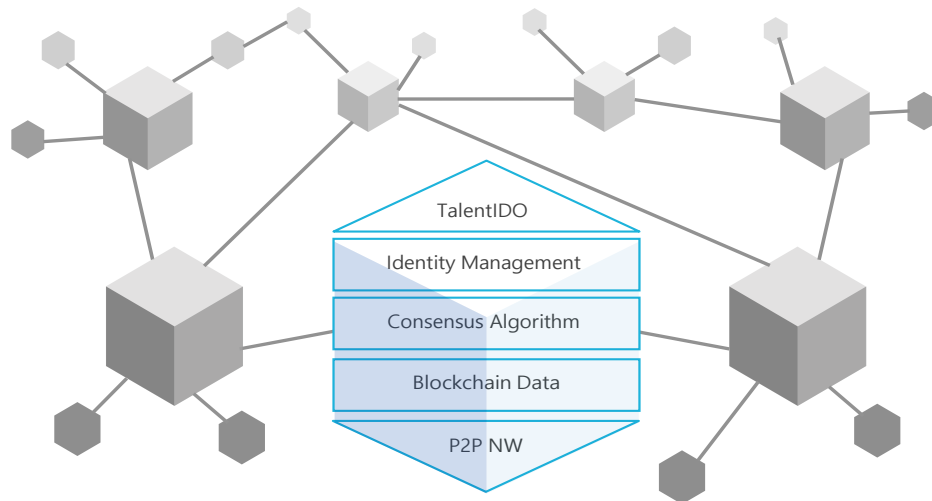 TalentIDO
Identity Management
Consensus Algorithm
Blockchain Data
P2P NW